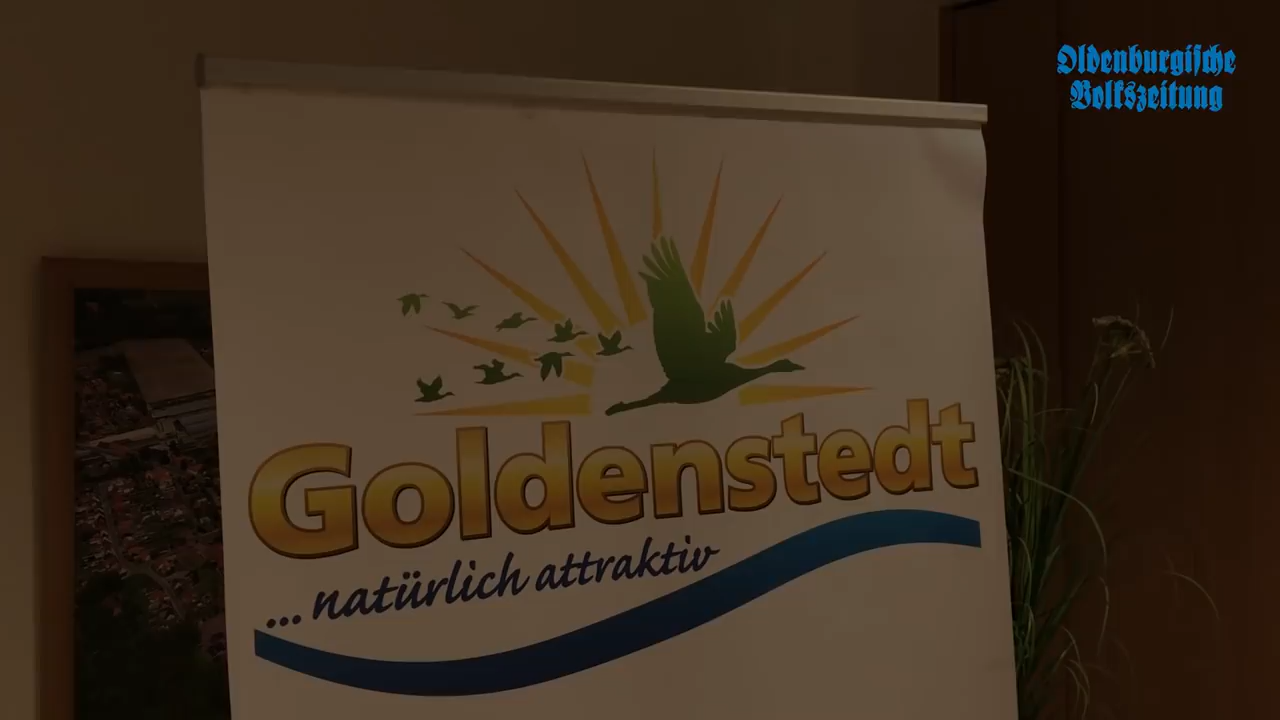 Oldenburgische
Volkszeitung
Goldenstedt
...natürlich attraktiv